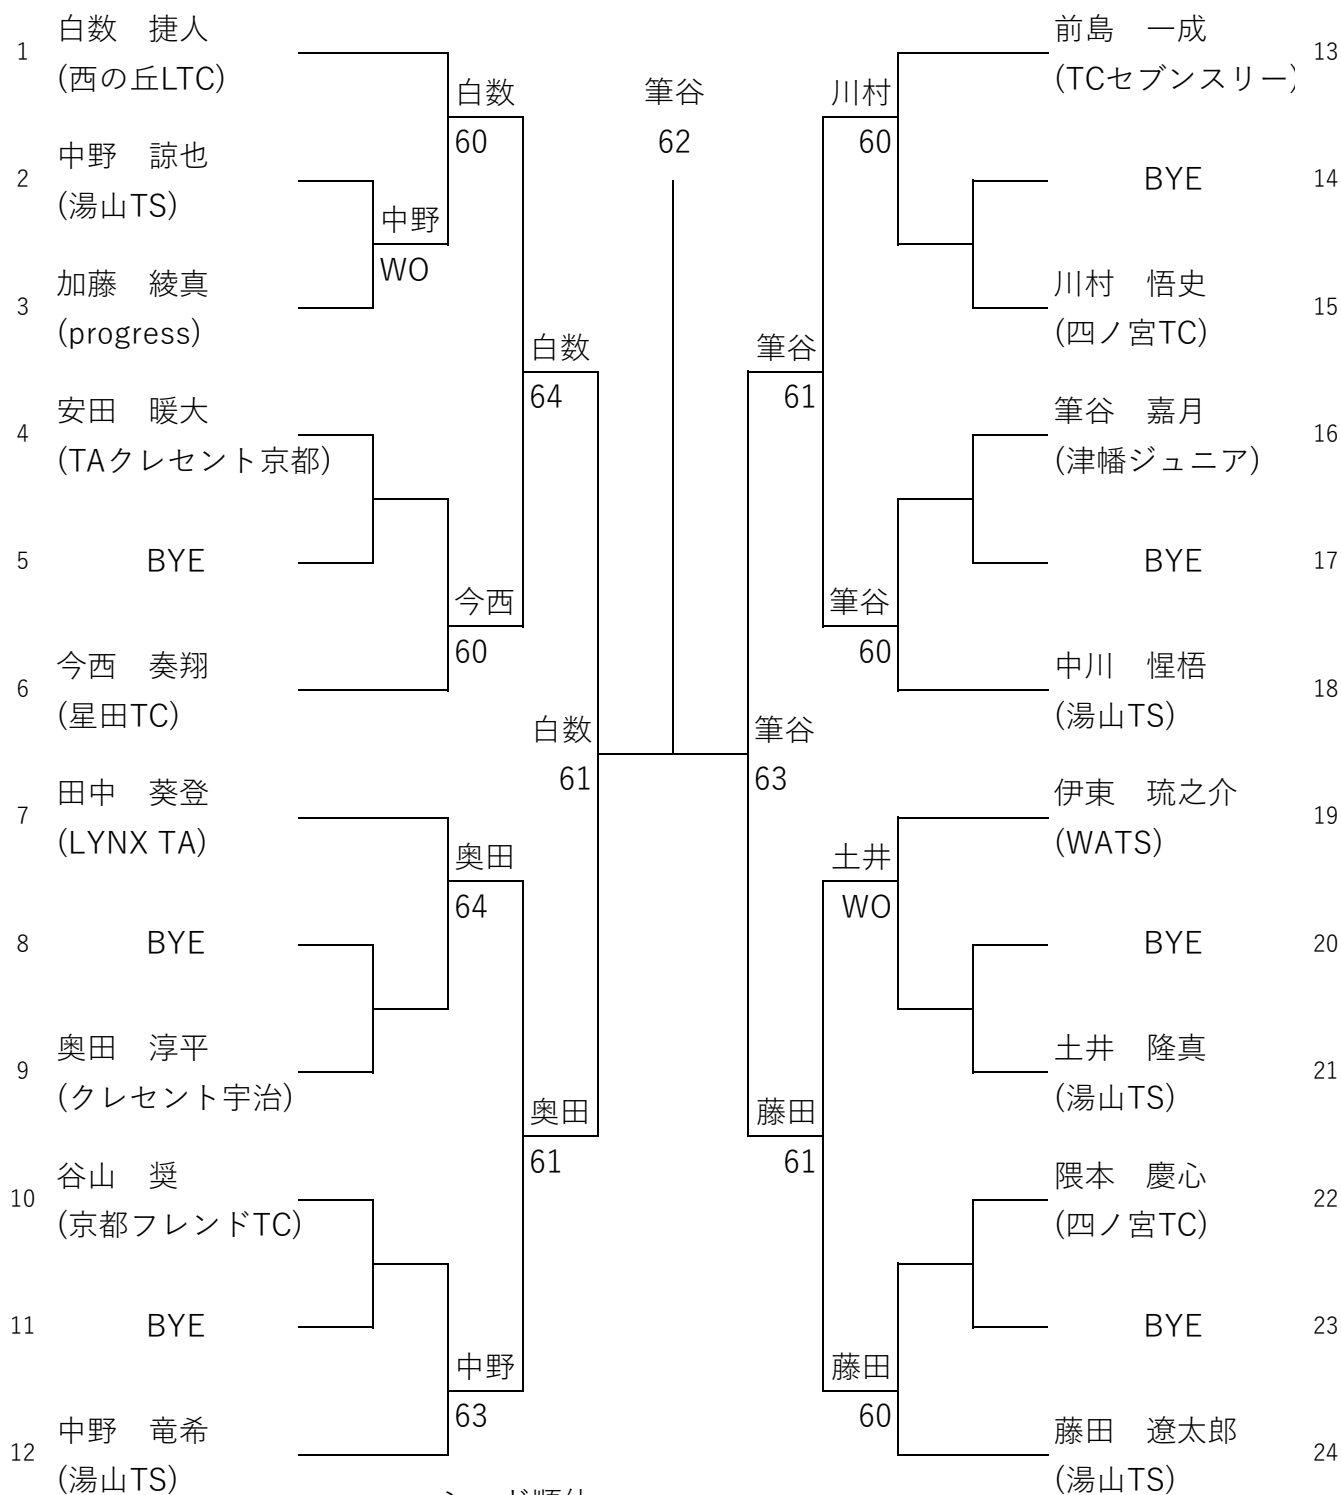 1
白数　捷人
(西の丘LTC)
2
中野　諒也
(湯山TS)
3
加藤　綾真
(progress)
4
安田　暖大
(TAクレセント京都)
5
BYE
6
今西　奏翔
(星田TC)
7
田中　葵登
(LYNX TA)
8
BYE
9
奥田　淳平
(クレセント宇治)
10
谷山　奨
(京都フレンドTC)
11
BYE
12
中野　竜希
(湯山TS)
中野
WO
白数
60
今西
60
奥田
64
中野
63
白数
64
奥田
61
白数
61
筆谷
62
筆谷
63
筆谷
61
藤田
61
川村
60
筆谷
60
土井
WO
藤田
60
前島　一成
(TCセブンスリー)
13
BYE
14
川村　悟史
(四ノ宮TC)
15
筆谷　嘉月
(津幡ジュニア)
16
BYE
17
中川　惺梧
(湯山TS)
18
伊東　琉之介
(WATS)
19
BYE
20
土井　隆真
(湯山TS)
21
隈本　慶心
(四ノ宮TC)
22
BYE
23
藤田　遼太郎
(湯山TS)
24